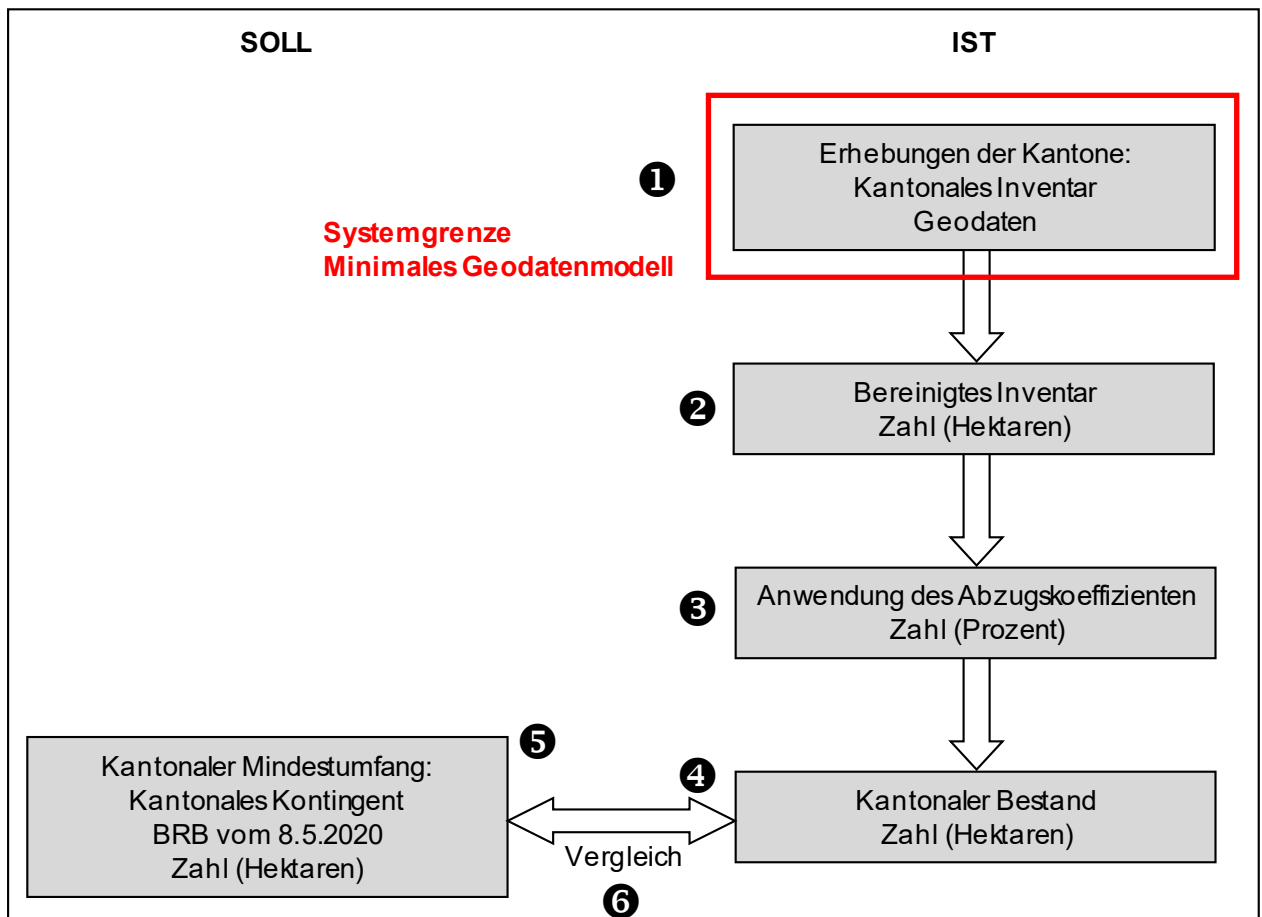 SOLL
IST
❶
Erhebungen der Kantone:
Kantonales Inventar
Geodaten
Systemgrenze
Minimales Geodatenmodell
❷
Bereinigtes Inventar
Zahl (Hektaren)
❸
Anwendung des Abzugskoeffizienten
Zahl (Prozent)
❺
Kantonaler Mindestumfang:
Kantonales Kontingent
BRB vom 8.5.2020
Zahl (Hektaren)
❹
Kantonaler Bestand
Zahl (Hektaren)
Vergleich
❻